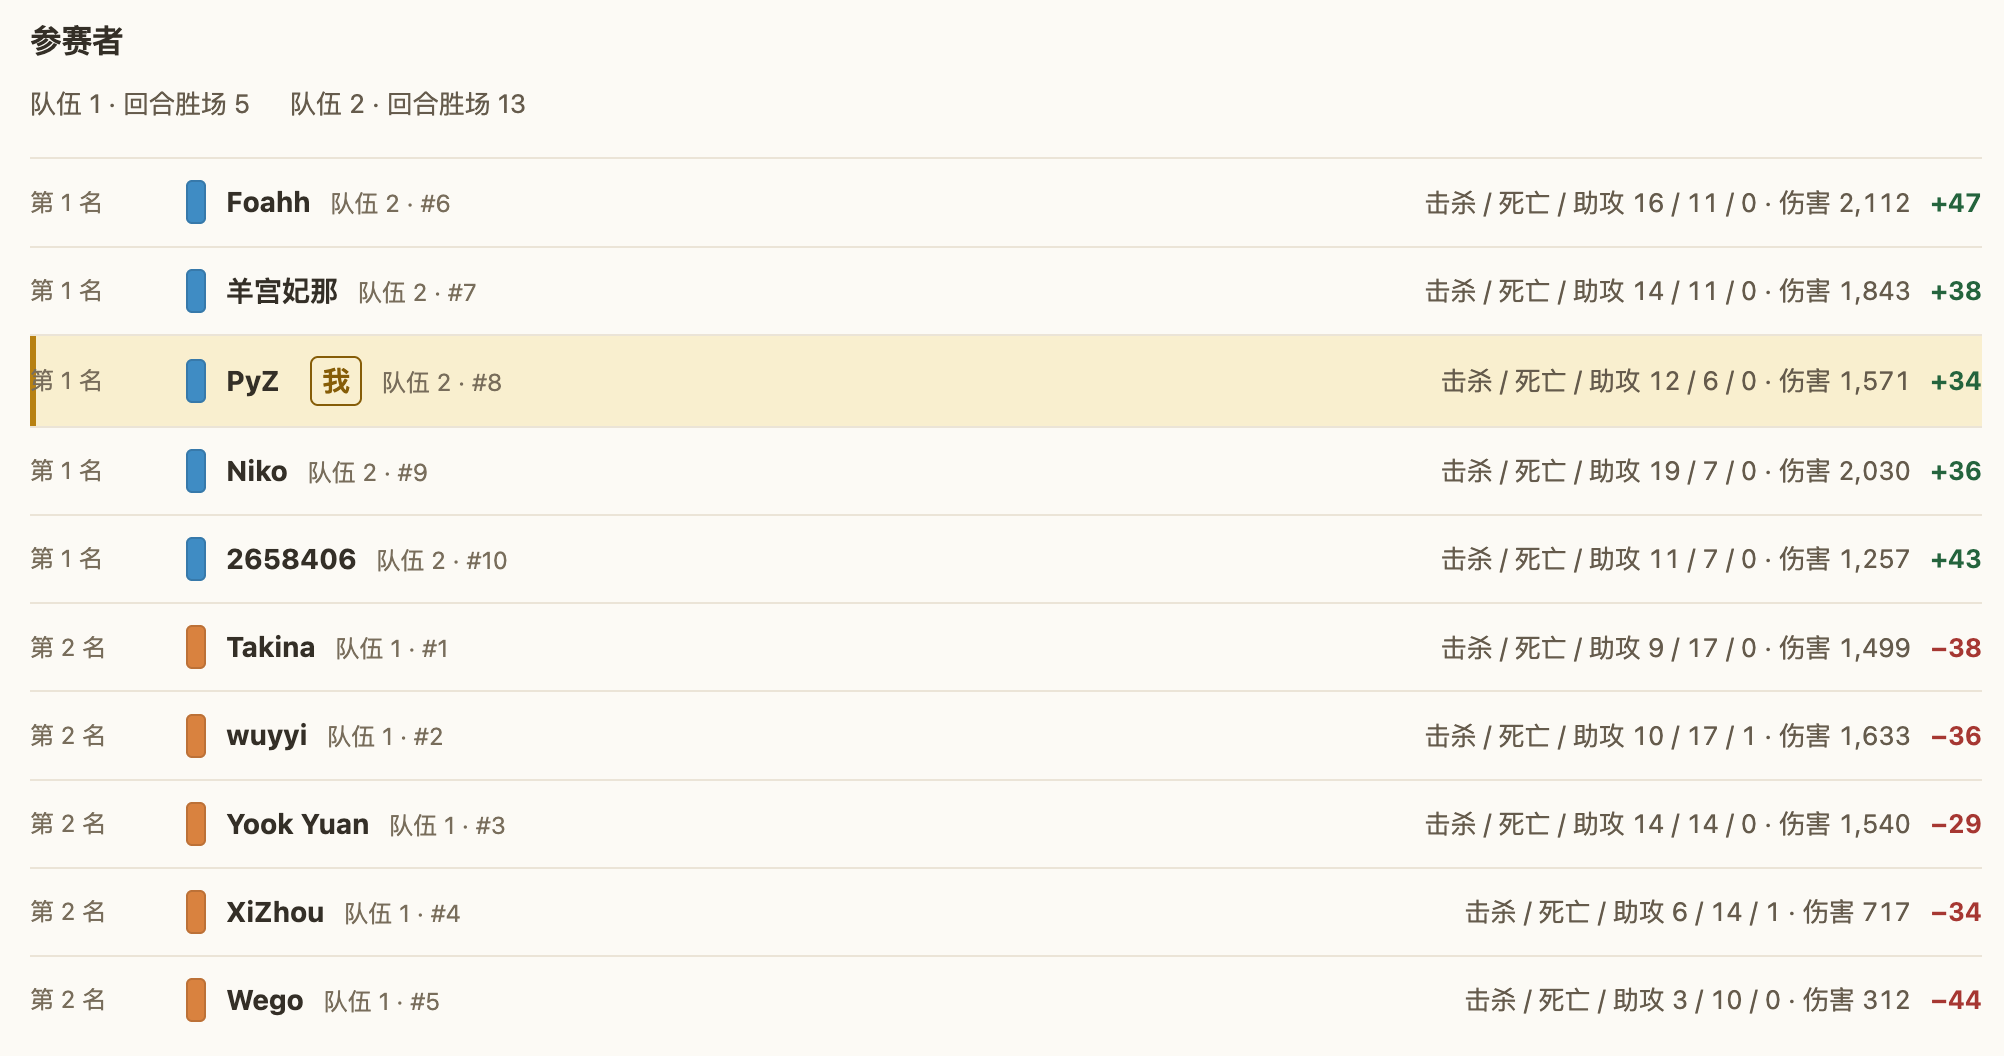 参赛者
队伍 1 · 回合胜场 5 队伍 2 · 回合胜场 13
第 1 名 Foahh 队伍 2 · #6 击杀 / 死亡 / 助攻 16 / 11 / 0 · 伤害 2,112 +47
第 1 名 羊宫妃那 队伍 2 · #7 击杀 / 死亡 / 助攻 14 / 11 / 0 · 伤害 1,843 +38
第 1 名 PyZ 我 队伍 2 · #8 击杀 / 死亡 / 助攻 12 / 6 / 0 · 伤害 1,571 +34
第 1 名 Niko 队伍 2 · #9 击杀 / 死亡 / 助攻 19 / 7 / 0 · 伤害 2,030 +36
第 1 名 2658406 队伍 2 · #10 击杀 / 死亡 / 助攻 11 / 7 / 0 · 伤害 1,257 +43
第 2 名 Takina 队伍 1 · #1 击杀 / 死亡 / 助攻 9 / 17 / 0 · 伤害 1,499 −38
第 2 名 wuyyi 队伍 1 · #2 击杀 / 死亡 / 助攻 10 / 17 / 1 · 伤害 1,633 −36
第 2 名 Yook Yuan 队伍 1 · #3 击杀 / 死亡 / 助攻 14 / 14 / 0 · 伤害 1,540 −29
第 2 名 XiZhou 队伍 1 · #4 击杀 / 死亡 / 助攻 6 / 14 / 1 · 伤害 717 −34
第 2 名 Wego 队伍 1 · #5 击杀 / 死亡 / 助攻 3 / 10 / 0 · 伤害 312 −44